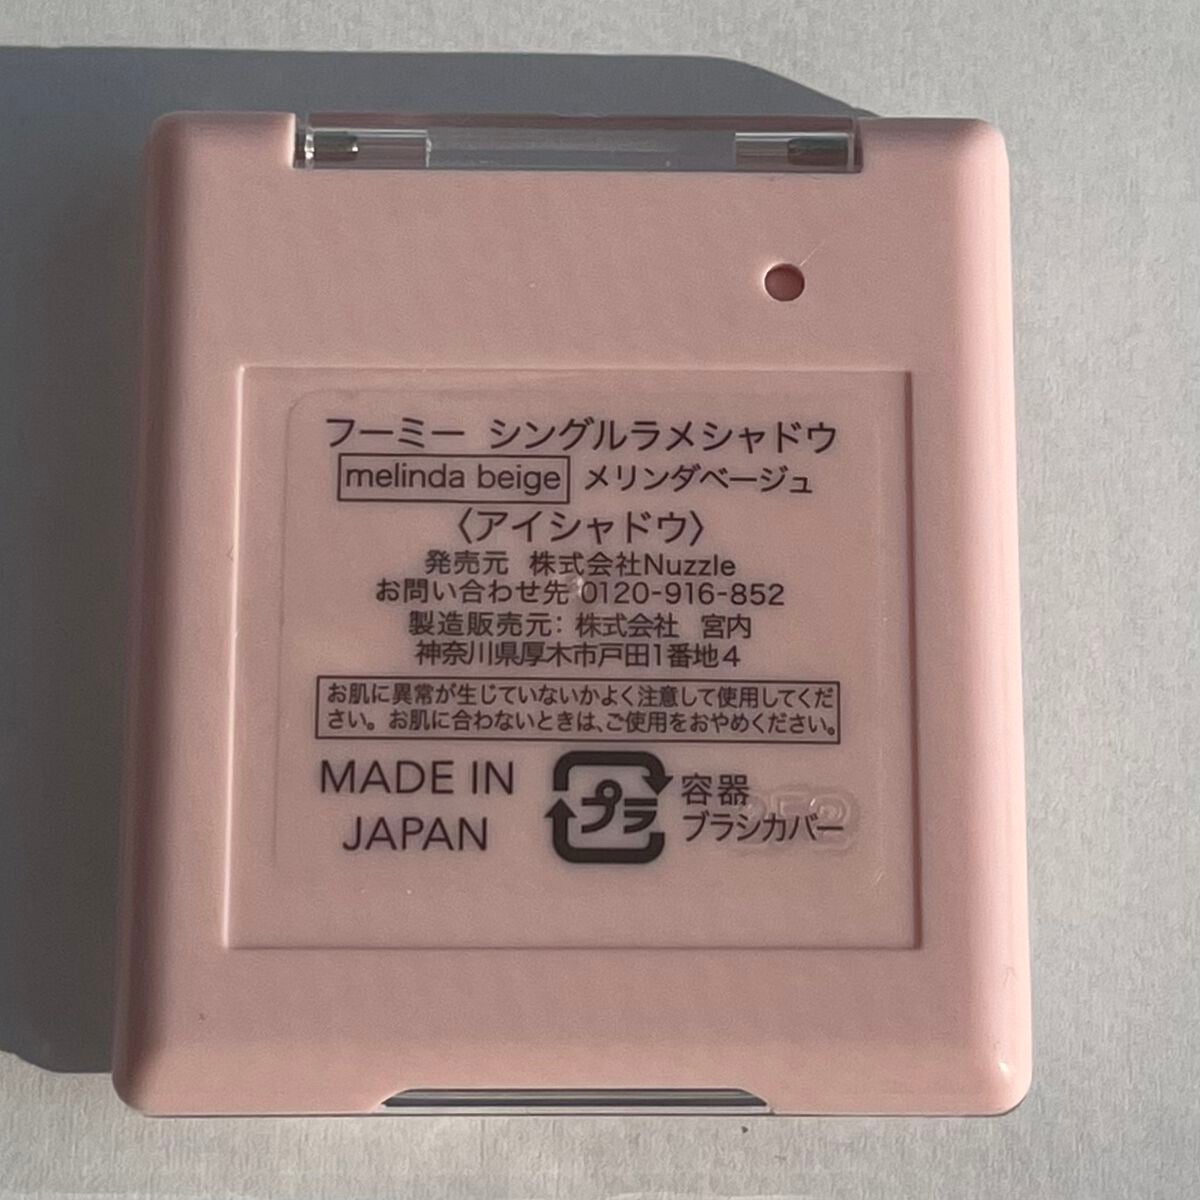 フーミー シングルラメシャドウ
melinda beige メリンダベージュ
〈アイシャドウ〉
発売元 株式会社Nuzzle
お問い合わせ先 0120-916-852
製造販売元: 株式会社 宮内
神奈川県厚木市戸田1番地4
お肌に異常が生じていないかよく注意して使用してくだ
さい。お肌に合わないときは、ご使用をおやめください。
MADE IN
JAPAN
プラ
容器
ブラシカバー